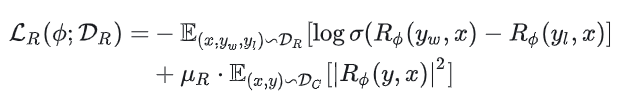 ℒ_R(ϕ; 𝒟_R) = − 𝔼_{(x,y_w,y_l)∽𝒟_R}[log σ(R_ϕ(y_w, x) − R_ϕ(y_l, x)]
+ μ_R · 𝔼_{(x,y)∽𝒟_C}[|R_ϕ(y, x)|²]